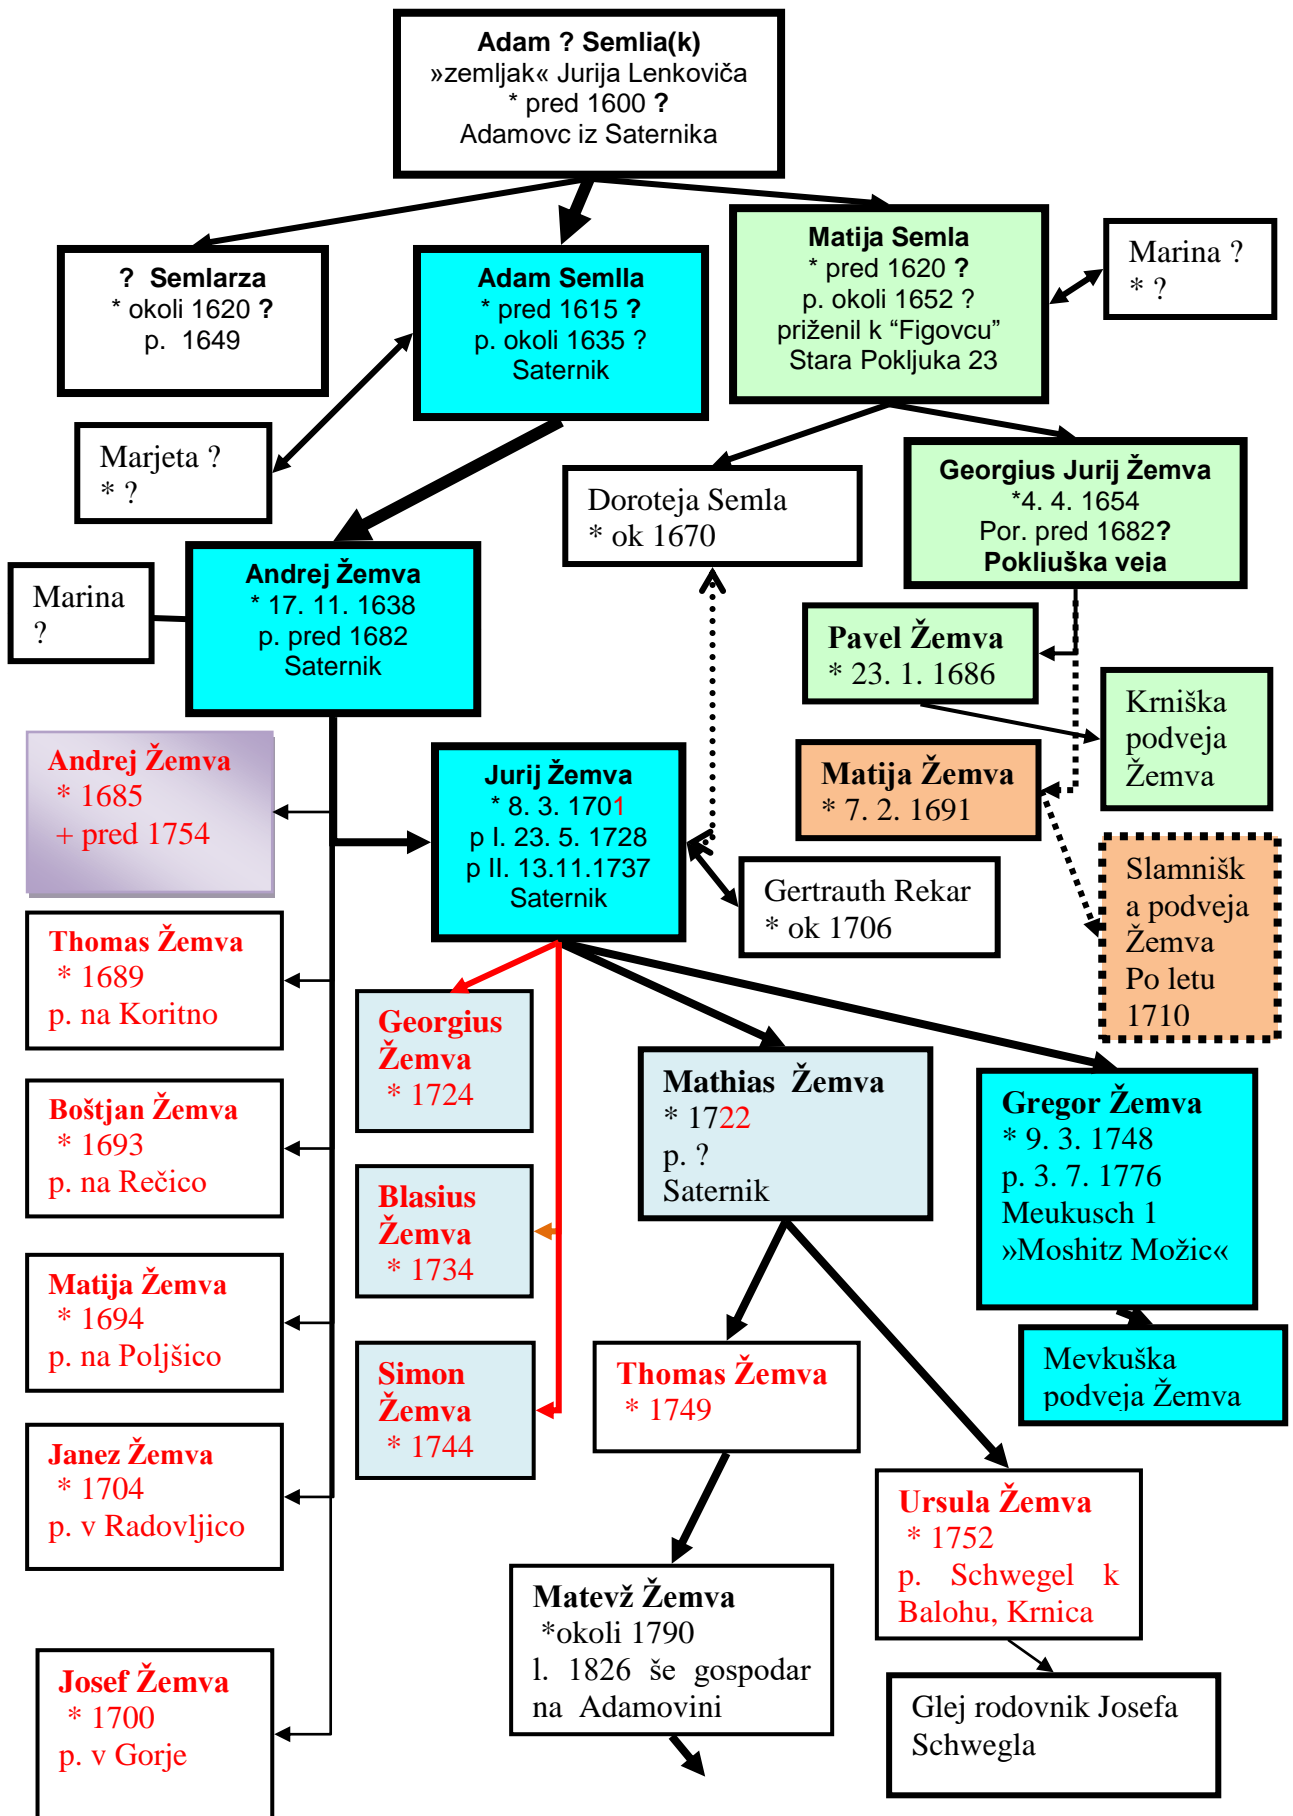 Adam ? Semlia(k)
»zemljak« Jurija Lenkoviča
* pred 1600 ?
Adamovc iz Saternika
? Semlarza
* okoli 1620 ?
p. 1649
Adam Semlla
* pred 1615 ?
p. okoli 1635 ?
Saternik
Matija Semla
* pred 1620 ?
p. okoli 1652 ?
priženil k “Figovcu”
Stara Pokljuka 23
Marina ?
* ?
Marjeta ?
* ?
Doroteja Semla
* ok 1670
Georgius Jurij Žemva
*4. 4. 1654
Por. pred 1682?
Pokljuška veja
Marina
?
Andrej Žemva
* 17. 11. 1638
p. pred 1682
Saternik
Pavel Žemva
* 23. 1. 1686
Krniška
podveja
Žemva
Andrej Žemva
* 1685
+ pred 1754
Jurij Žemva
* 8. 3. 1701
p I. 23. 5. 1728
p II. 13.11.1737
Saternik
Matija Žemva
* 7. 2. 1691
Slamnišk
a podveja
Žemva
Po letu
1710
Gertrauth Rekar
* ok 1706
Thomas Žemva
* 1689
p. na Koritno
Georgius
Žemva
* 1724
Mathias Žemva
* 1722
p. ?
Saternik
Gregor Žemva
* 9. 3. 1748
p. 3. 7. 1776
Meukusch 1
»Moshitz Možic«
Boštjan Žemva
* 1693
p. na Rečico
Blasius
Žemva
* 1734
Matija Žemva
* 1694
p. na Poljšico
Simon
Žemva
* 1744
Thomas Žemva
* 1749
Mevkuška
podveja Žemva
Janez Žemva
* 1704
p. v Radovljico
Ursula Žemva
* 1752
p. Schwegel k
Balohu, Krnica
Matevž Žemva
*okoli 1790
l. 1826 še gospodar
na Adamovini
Josef Žemva
* 1700
p. v Gorje
Glej rodovnik Josefa
Schwegla